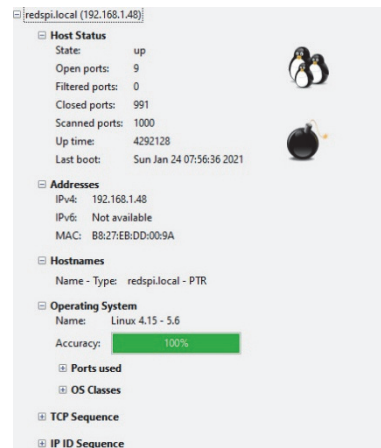 redspi.local (192.168.1.48)
Host Status
State: up
Open ports: 9
Filtered ports: 0
Closed ports: 991
Scanned ports: 1000
Up time: 4292128
Last boot: Sun Jan 24 07:56:36 2021
Addresses
IPv4: 192.168.1.48
IPv6: Not available
MAC: B8:27:EB:DD:00:9A
Hostnames
Name - Type: redspi.local - PTR
Operating System
Name: Linux 4.15 - 5.6
Accuracy: 100%
Ports used
OS Classes
TCP Sequence
IP ID Sequence